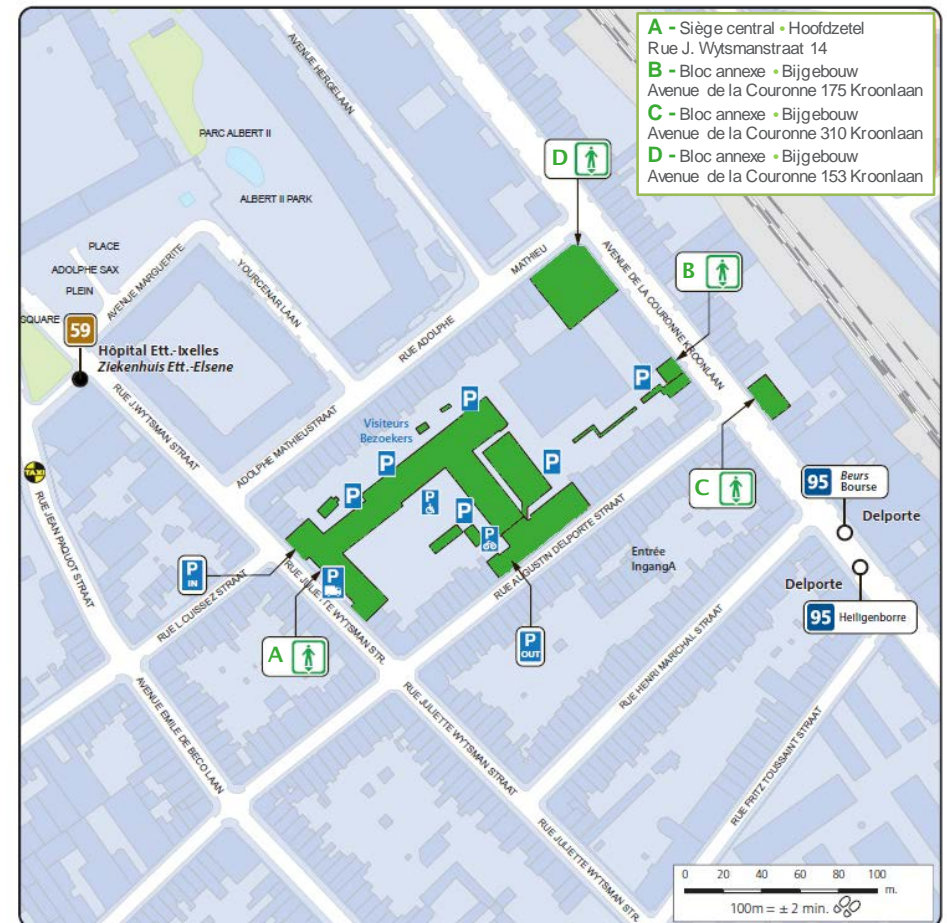 A - Siège central • Hoofdzetel
Rue J. Wytsmanstraat 14
B - Bloc annexe • Bijgebouw
Avenue de la Couronne 175 Kroonlaan
C - Bloc annexe • Bijgebouw
Avenue de la Couronne 310 Kroonlaan
D - Bloc annexe • Bijgebouw
Avenue de la Couronne 153 Kroonlaan
AVENUE HERGELAAN
PARC ALBERT II
ALBERT II PARK
D
PLACE
ADOLPHE SAX
PLEIN
SQUARE
AVENUE MARGUERITE
YOURCENAR LAAN
MATHIEU
AVENUE DE LA COURONNE KROONLAAN
B
59
Hôpital Ett.-Ixelles
Ziekenhuis Ett.-Elsene
RUE ADOLPHE
RUE J.WYTSMAN STRAAT
ADOLPHE MATHIEUSTRAAT
Visiteurs
Bezoekers
P
P
P
P
P
P
P
P
P
TAXI
RUE JEAN PAQUOT STRAAT
C
95 Beurs
Bourse
Delporte
Delporte
95 Heiligenborre
P
IN
RUE L.CUISSEZ STRAAT
RUE JULIETTE WYTSMAN STR.
RUE AUGUSTIN DELPORTE STRAAT
Entrée
IngangA
A
P
OUT
RUE HENRI MARICHAL STRAAT
AVENUE EMILE DE BECO LAAN
RUE JULIETTE WYTSMAN STRAAT
RUE FRITZ TOUSSAINT STRAAT
RUE JULIETTE WYTSMAN STR.
0 20 40 60 80 100
m.
100m = ± 2 min.